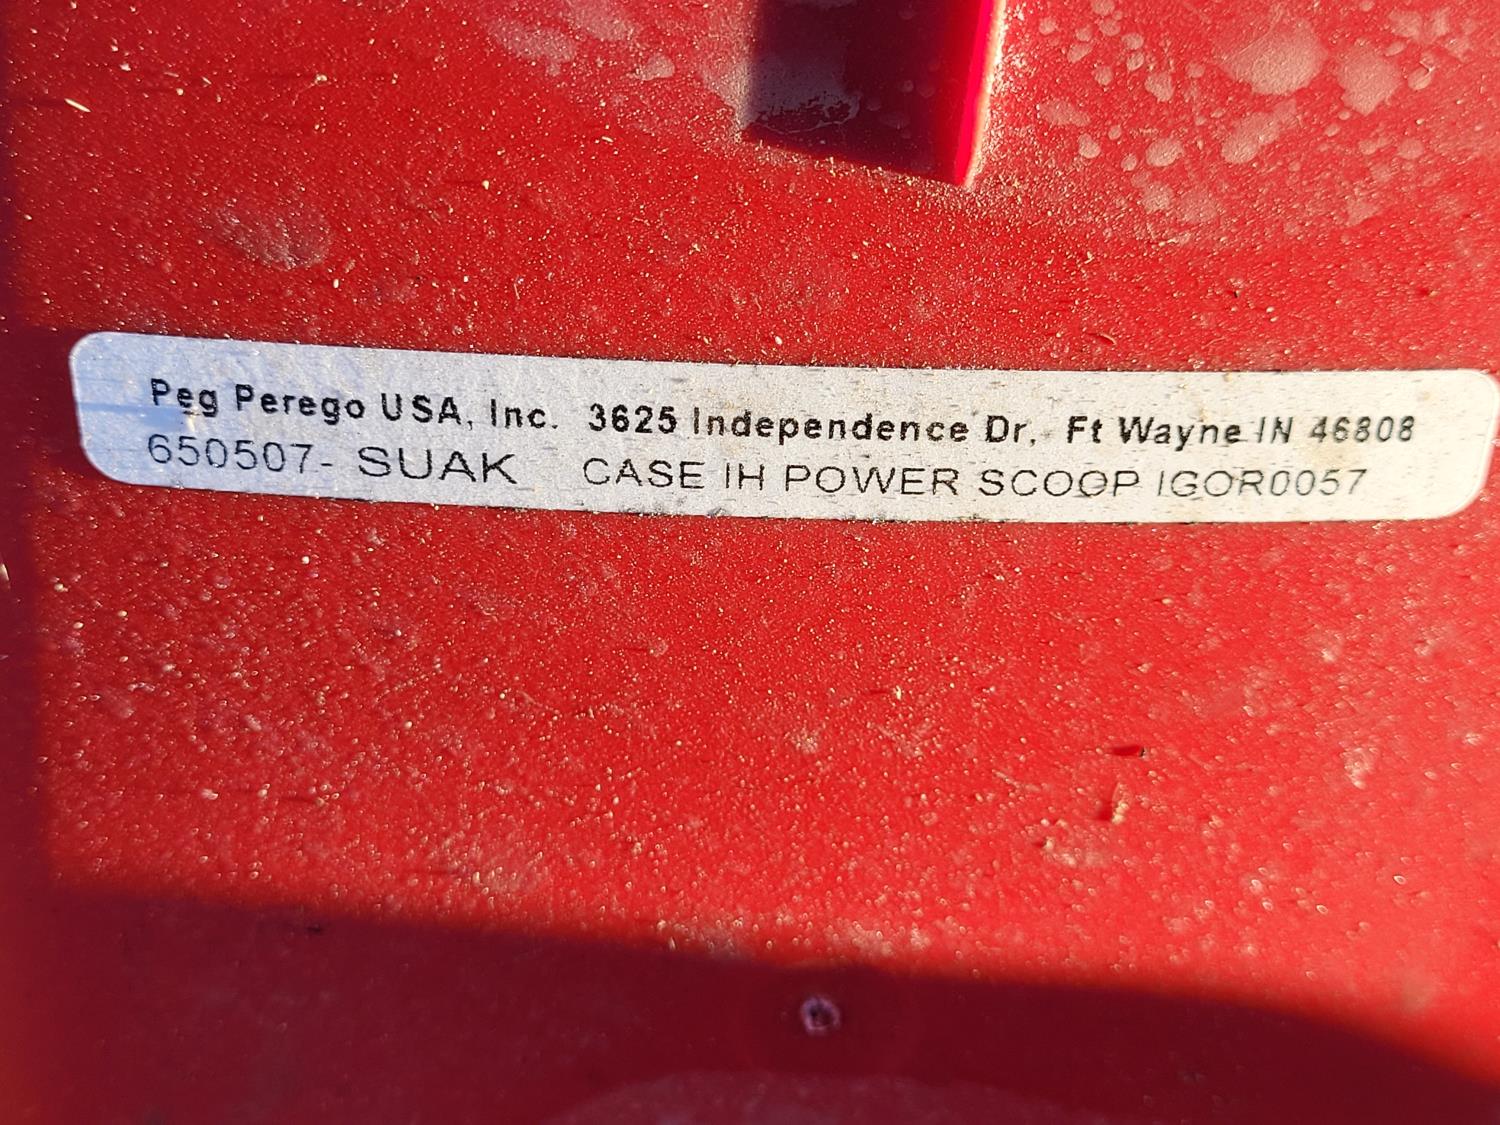 Peg Perego USA, Inc. 3625 Independence Dr. Ft Wayne IN 46808
650507- SUAK CASE IH POWER SCOOP IGOR0057